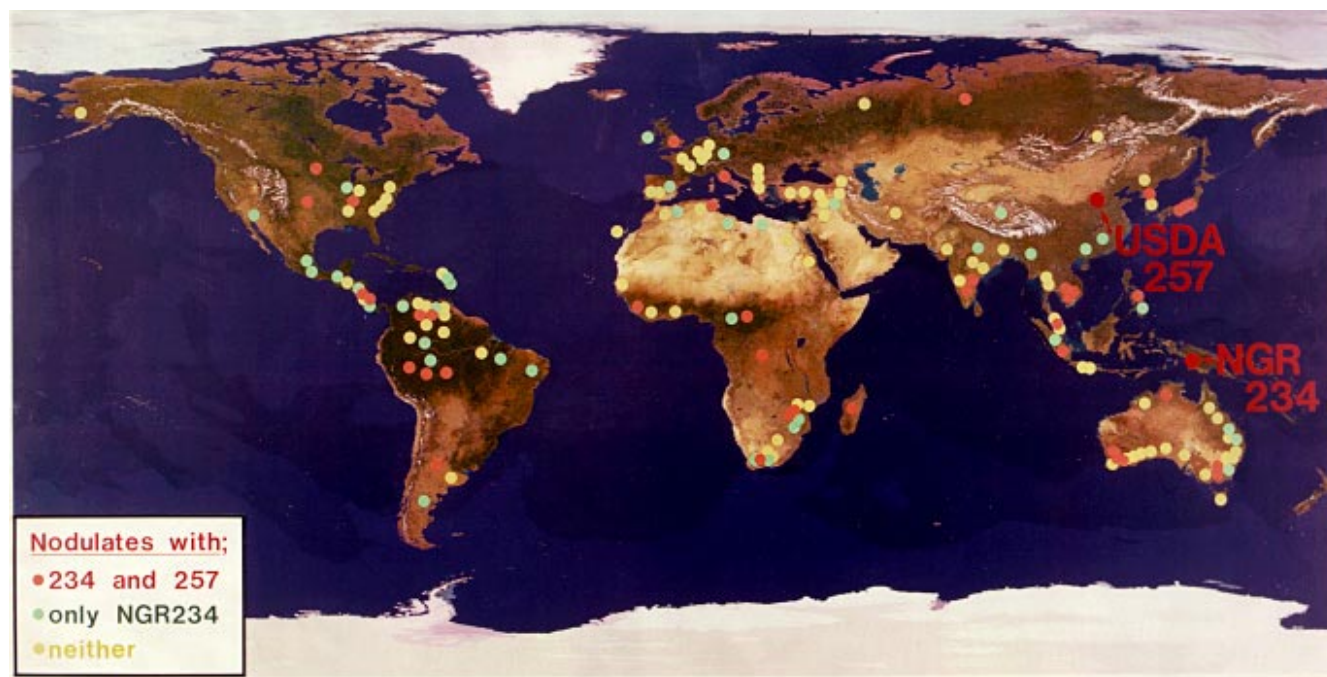 USDA
257
NGR
234
Nodulates with;
234 and 257
only NGR234
neither